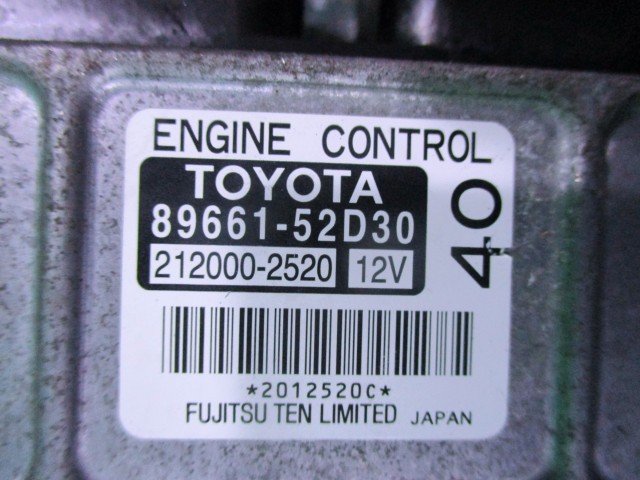 ENGINE CONTROL
TOYOTA
89661-52D30
212000-2520 12V
40
*2012520C*
FUJITSU TEN LIMITED JAPAN